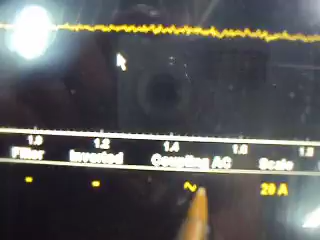 1.0 1.2 1.4 1.6 1.8
Filter Inverted Coupling AC Scale
- - ~ 20 A